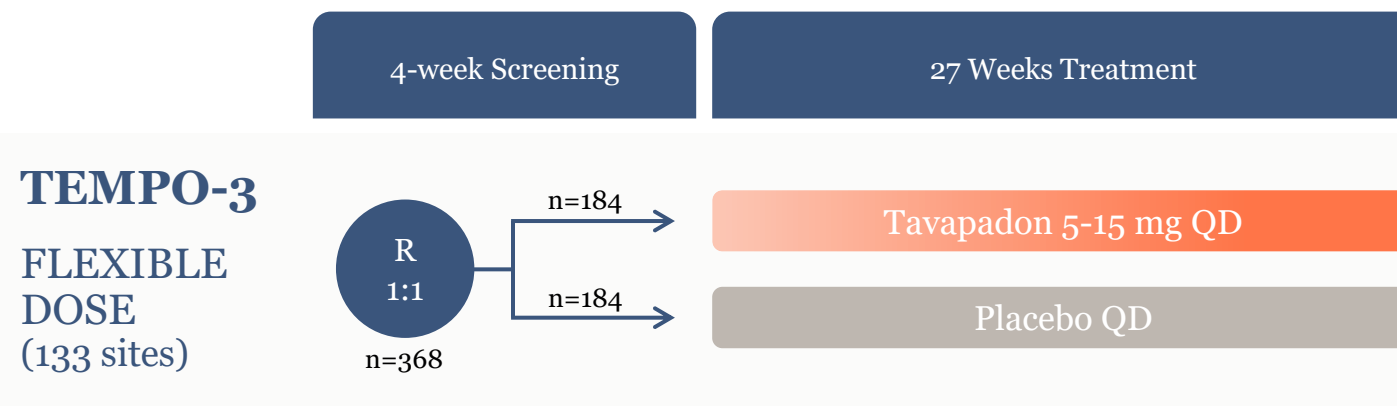 4-week Screening
27 Weeks Treatment
TEMPO-3
FLEXIBLE
DOSE
(133 sites)
R
1:1
n=368
n=184
n=184
Tavapadon 5-15 mg QD
Placebo QD